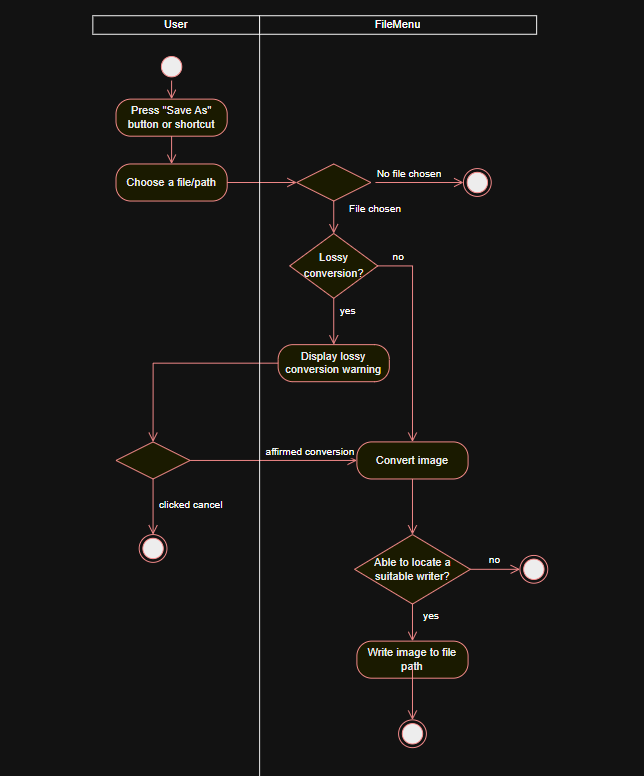 User
FileMenu
Press "Save As"
button or shortcut
Choose a file/path
No file chosen
File chosen
Lossy
conversion?
no
yes
Display lossy
conversion warning
affirmed conversion
Convert image
clicked cancel
Able to locate a
suitable writer?
no
yes
Write image to file
path